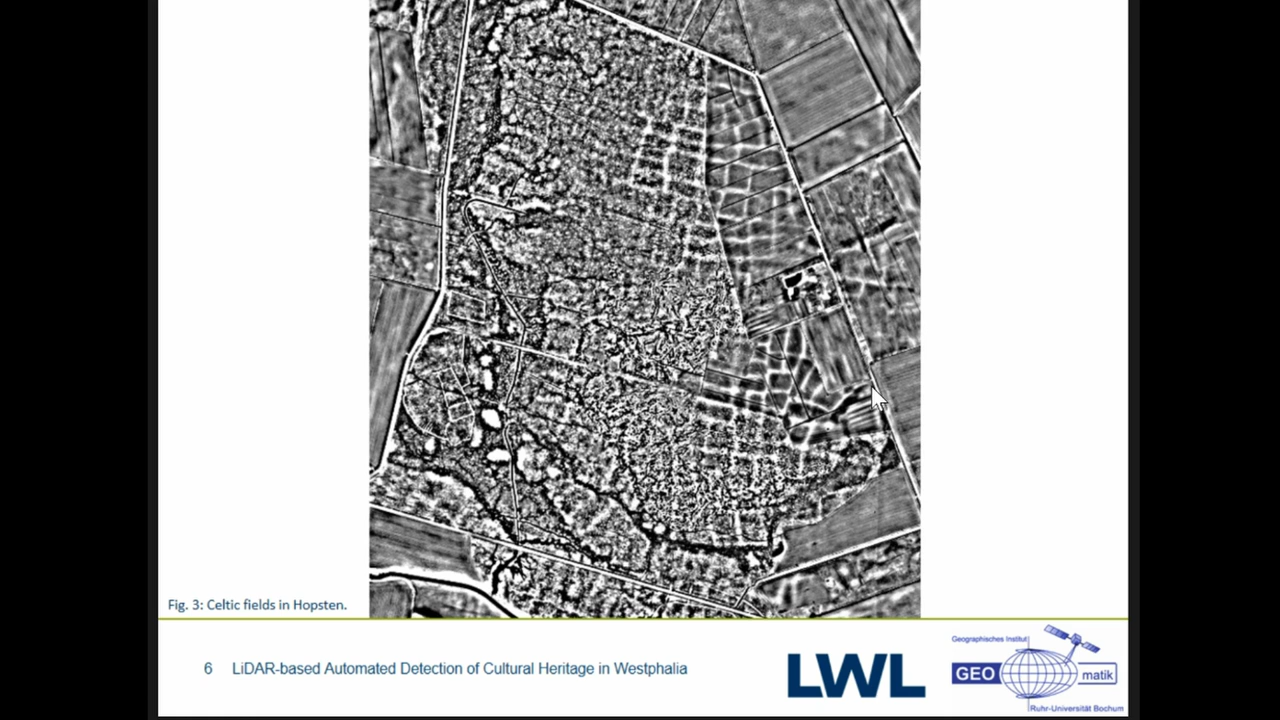 Fig. 3: Celtic fields in Hopsten.
6 LiDAR-based Automated Detection of Cultural Heritage in Westphalia
LWL
Geographisches Institut
GEO matik
Ruhr-Universität Bochum